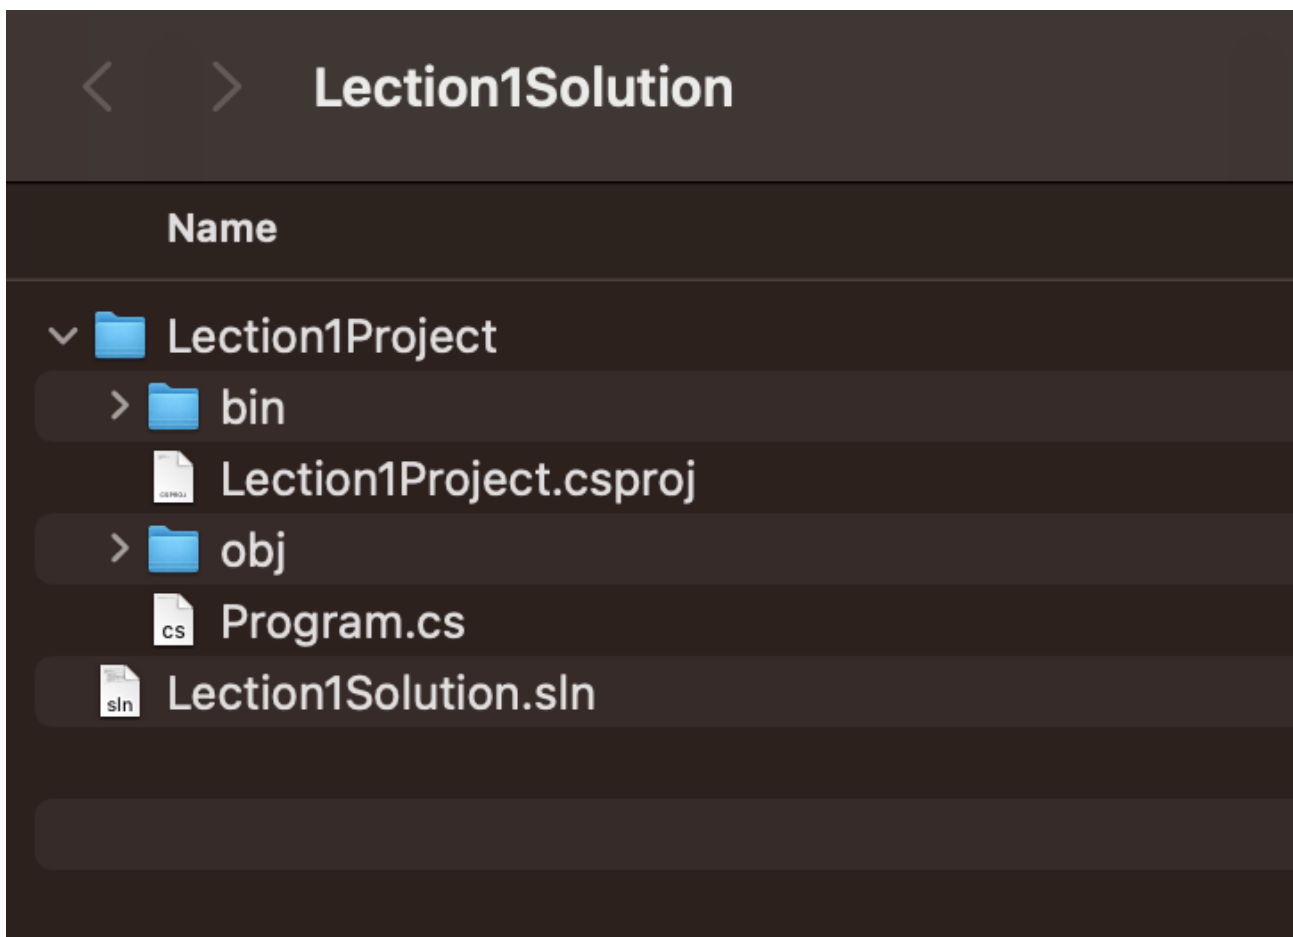 Lection1Solution
Name
Lection1Project
bin
Lection1Project.csproj
obj
Program.cs
Lection1Solution.sln